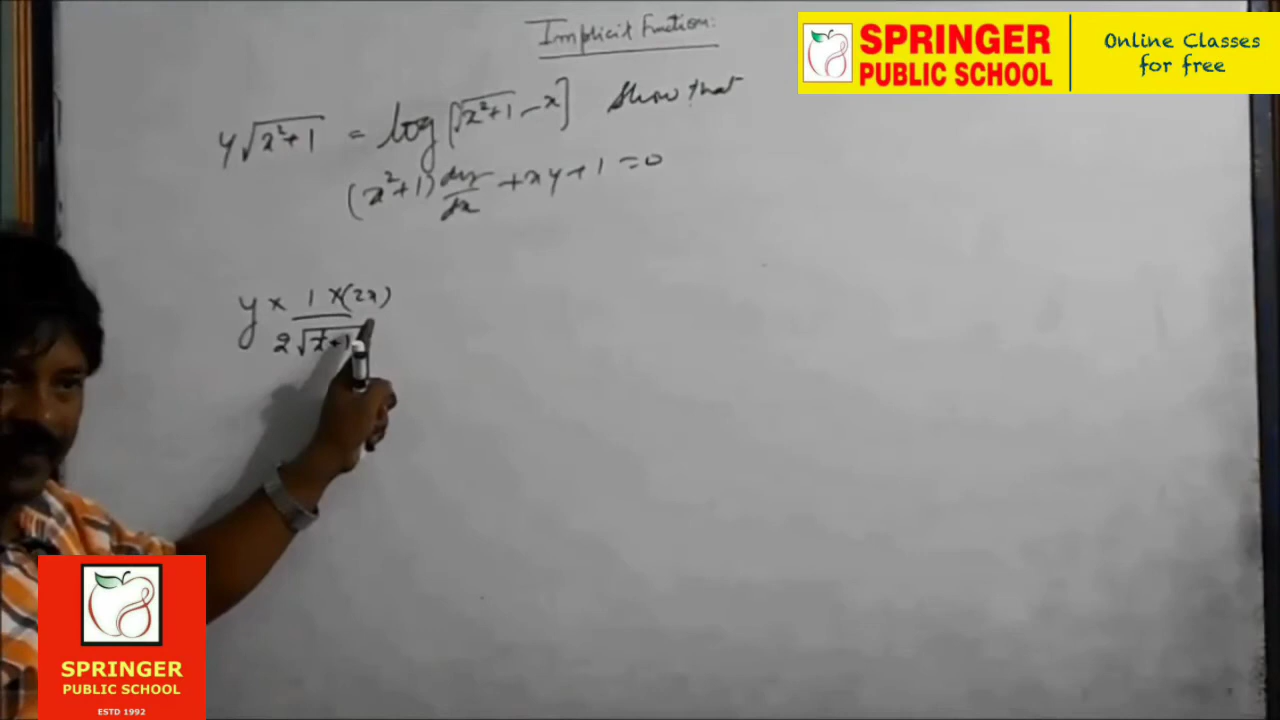 Implicit Function:
SPRINGER
PUBLIC SCHOOL
Online Classes
for free
y√x²+1 = log[√x²+1 - x] show that
(x²+1) dy/dx + xy + 1 = 0
y × 1 × (2x)
2√x²+1
SPRINGER
PUBLIC SCHOOL
ESTD 1992